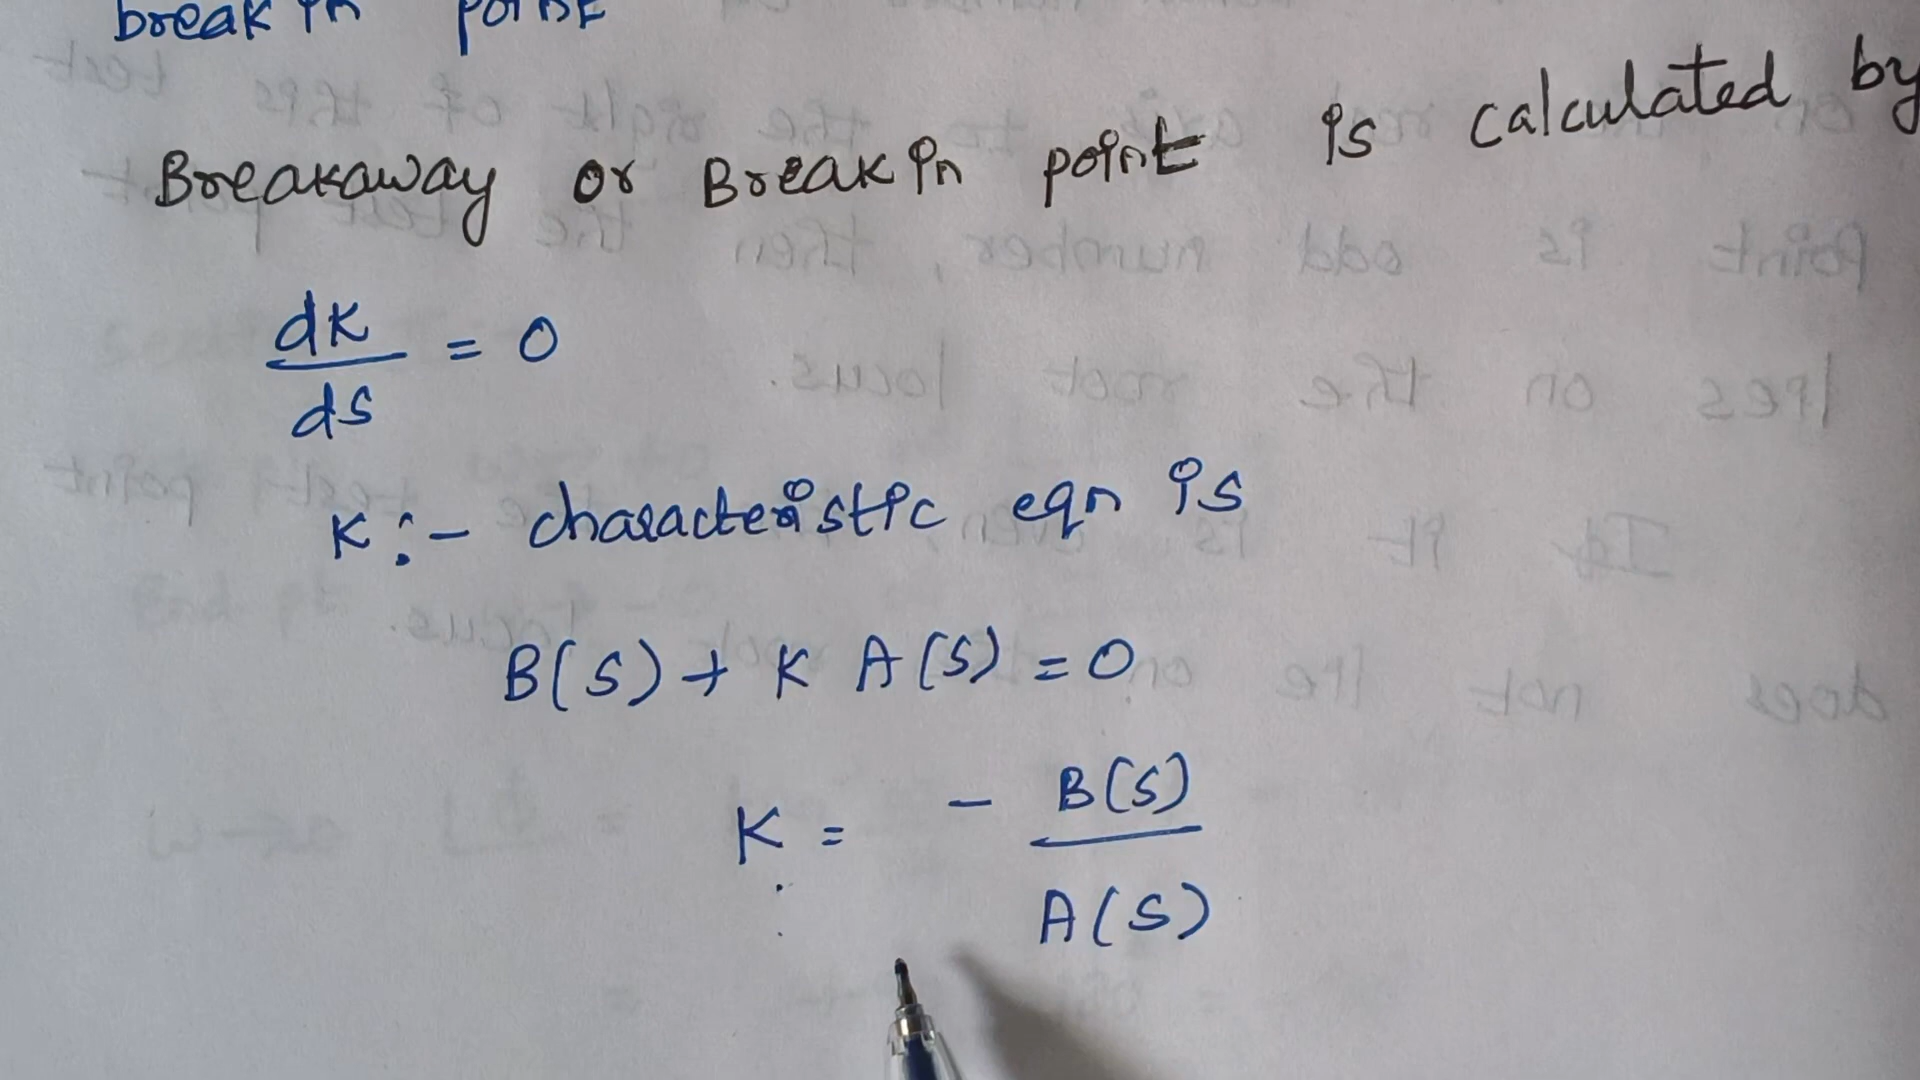 break in point
Breakaway or Break in point is calculated by
dK
ds
= 0
K :- characteristic eqn is
B(s) + K A(s) = 0
K = - B(s)
A(s)